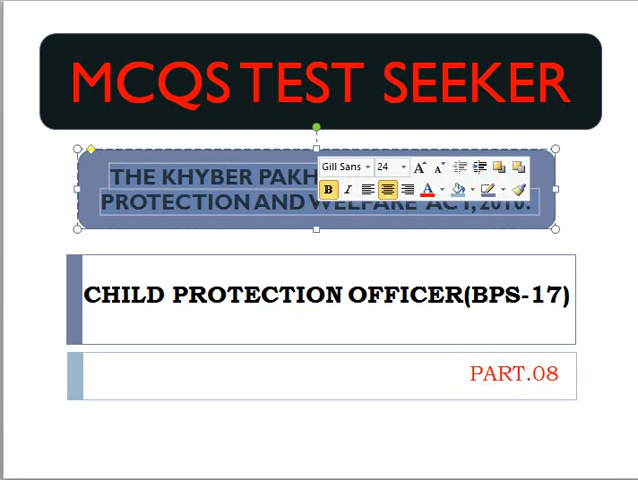 MCQS TEST SEEKER
THE KHYBER PAKH
Gill Sans 24
B I A
PROTECTION AND WELFARE ACT, 2010.
CHILD PROTECTION OFFICER(BPS-17)
PART.08